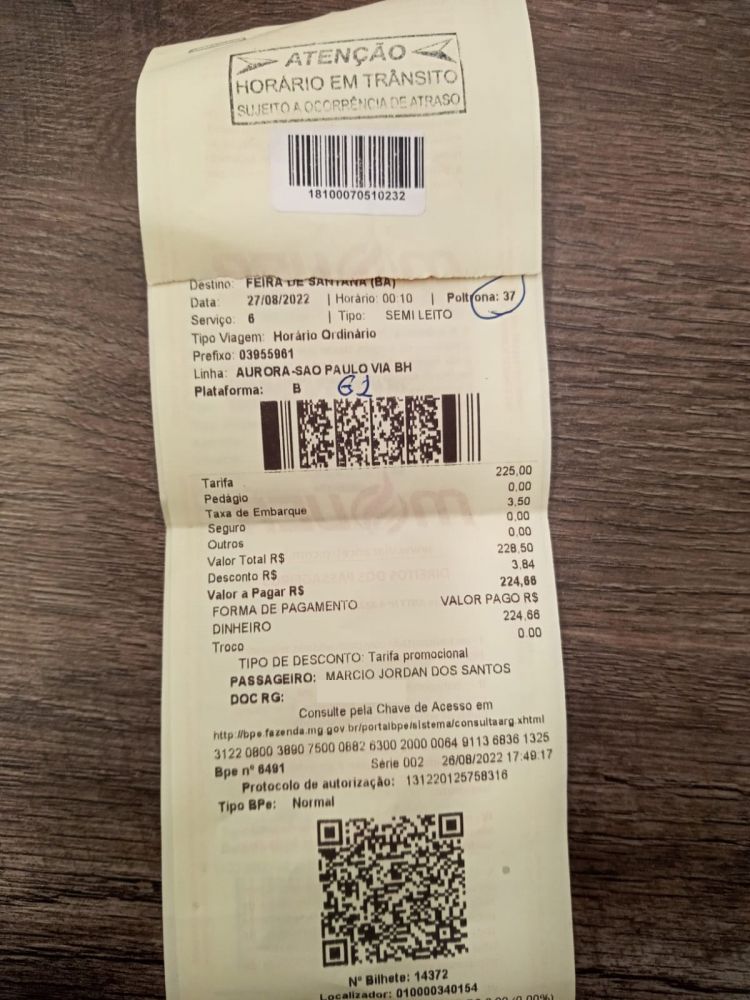 ATENÇÃO
HORÁRIO EM TRÂNSITO
SUJEITO A OCORRÊNCIA DE ATRASO
18100070510232
Destino: FEIRA DE SANTANA (BA)
Data: 27/08/2022 | Horário: 00:10 | Poltrona: 37
Serviço: 6 | Tipo: SEMI LEITO
Tipo Viagem: Horário Ordinário
Prefixo: 03955961
Linha: AURORA-SAO PAULO VIA BH
Plataforma: B G1
Tarifa 225,00
Pedágio 0,00
Taxa de Embarque 3,50
Seguro 0,00
Outros 0,00
Valor Total R$ 228,50
Desconto R$ 3,84
Valor a Pagar R$ 224,66
FORMA DE PAGAMENTO VALOR PAGO R$
DINHEIRO 224,66
Troco 0.00
TIPO DE DESCONTO: Tarifa promocional
PASSAGEIRO: MARCIO JORDAN DOS SANTOS
DOC RG:
Consulte pela Chave de Acesso em
http://bpe.fazenda.mg.gov.br/portalbpe/sistema/consultaarg.xhtml
3122 0800 3890 7500 0682 6300 2000 0064 9113 6836 1325
Bpe nº 6491 Série 002 26/08/2022 17:49:17
Protocolo de autorização: 131220125758316
Tipo BPe: Normal
Nº Bilhete: 14372
Localizador: 010000340154